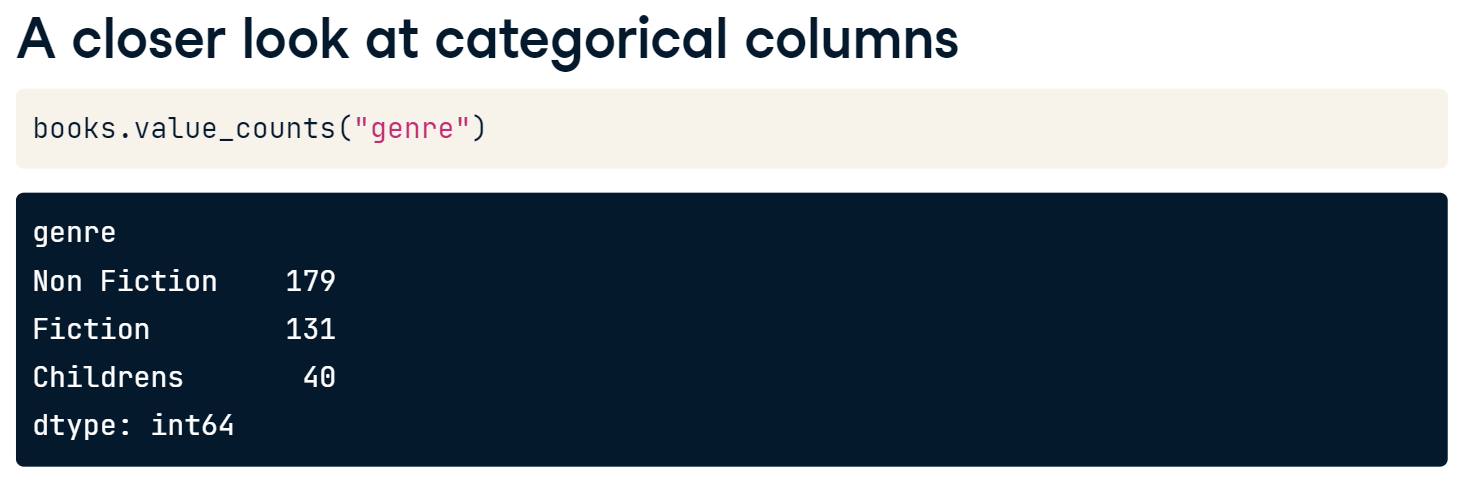 A closer look at categorical columns
books.value_counts("genre")
genre
Non Fiction    179
Fiction        131
Childrens       40
dtype: int64